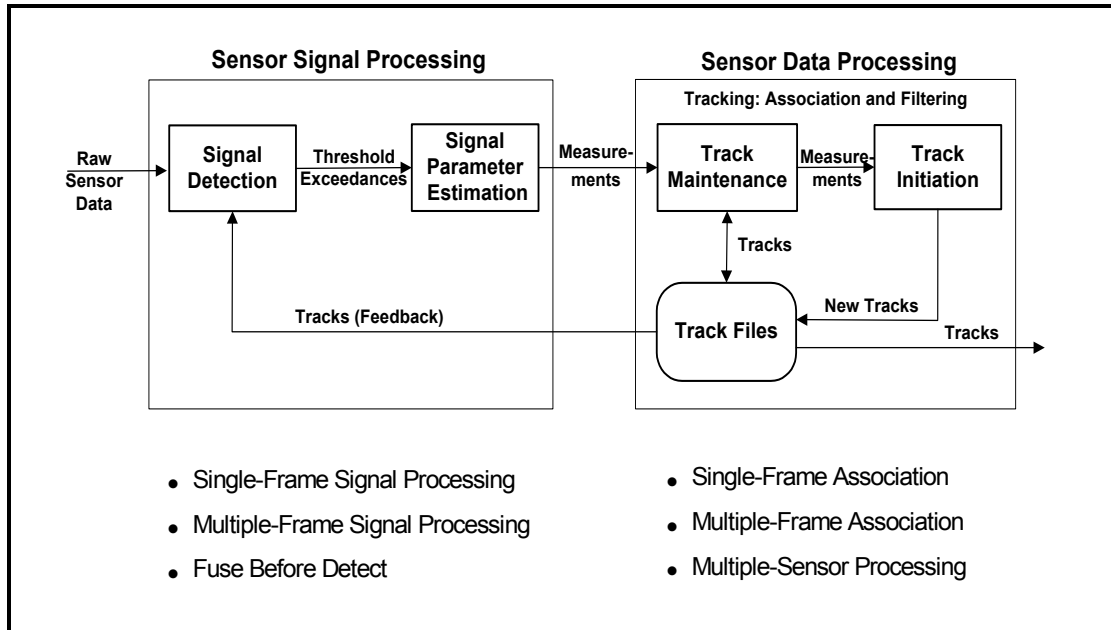 Sensor Signal Processing
Sensor Data Processing
Tracking: Association and Filtering
Raw
Sensor
Data
Signal
Detection
Threshold
Exceedances
Signal
Parameter
Estimation
Measure-
ments
Track
Maintenance
Measure-
ments
Track
Initiation
Tracks
Tracks (Feedback)
Track Files
New Tracks
Tracks
• Single-Frame Signal Processing
• Multiple-Frame Signal Processing
• Fuse Before Detect
• Single-Frame Association
• Multiple-Frame Association
• Multiple-Sensor Processing